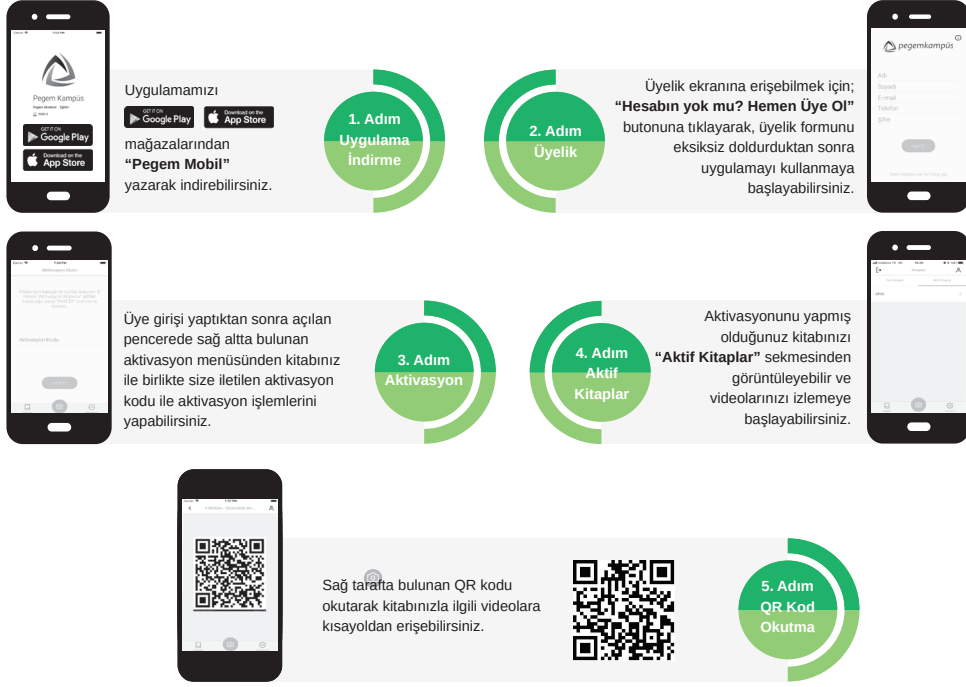 Pegem Kampüs
GET IT ON
Google Play
Download on the
App Store
Uygulamamızı
GET IT ON
Google Play
Download on the
App Store
mağazalarından
“Pegem Mobil”
yazarak indirebilirsiniz.
1. Adım
Uygulama
İndirme
2. Adım
Üyelik
Üyelik ekranına erişebilmek için;
“Hesabın yok mu? Hemen Üye Ol”
butonuna tıklayarak, üyelik formunu
eksiksiz doldurduktan sonra
uygulamayı kullanmaya
başlayabilirsiniz.
pegemkampüs
Adı
Soyadı
E-mail
Telefon
Şifre
Aktivasyon Kodu
Üye girişi yaptıktan sonra açılan
pencerede sağ altta bulunan
aktivasyon menüsünden kitabınız
ile birlikte size iletilen aktivasyon
kodu ile aktivasyon işlemlerini
yapabilirsiniz.
3. Adım
Aktivasyon
4. Adım
Aktif
Kitaplar
Aktivasyonunu yapmış
olduğunuz kitabınızı
“Aktif Kitaplar” sekmesinden
görüntüleyebilir ve
videolarınızı izlemeye
başlayabilirsiniz.
Sağ tarafta bulunan QR kodu
okutarak kitabınızla ilgili videolara
kısayoldan erişebilirsiniz.
5. Adım
QR Kod
Okutma